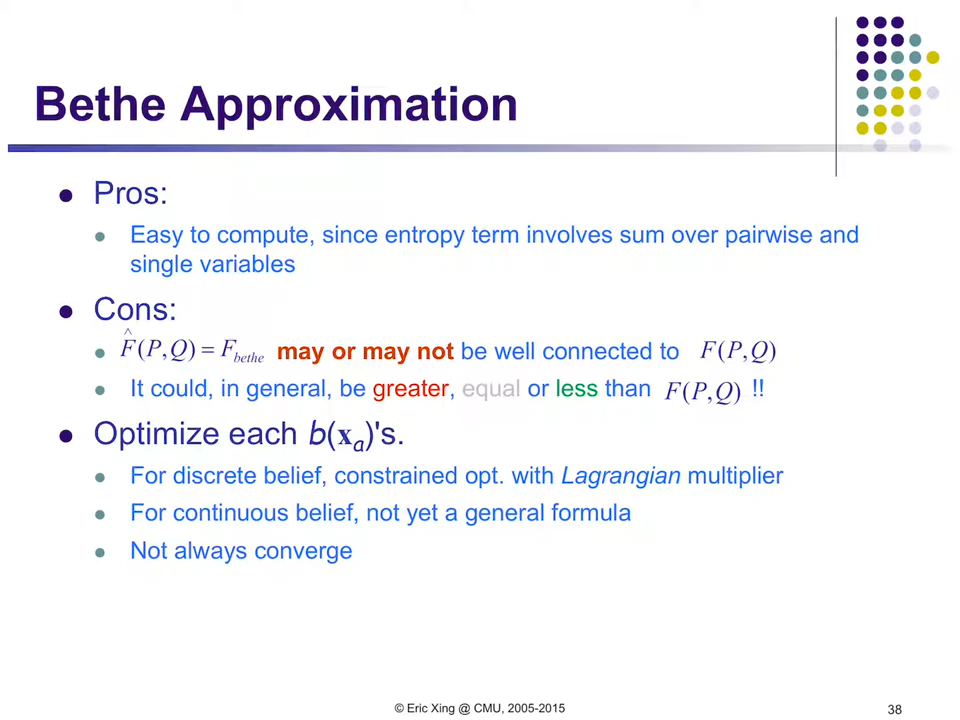 Bethe Approximation
● Pros:
● Easy to compute, since entropy term involves sum over pairwise and
single variables
● Cons:
● F̂(P,Q) = F_bethe may or may not be well connected to F(P,Q)
● It could, in general, be greater, equal or less than F(P,Q) !!
● Optimize each b(x_a)'s.
● For discrete belief, constrained opt. with Lagrangian multiplier
● For continuous belief, not yet a general formula
● Not always converge
© Eric Xing @ CMU, 2005-2015
38